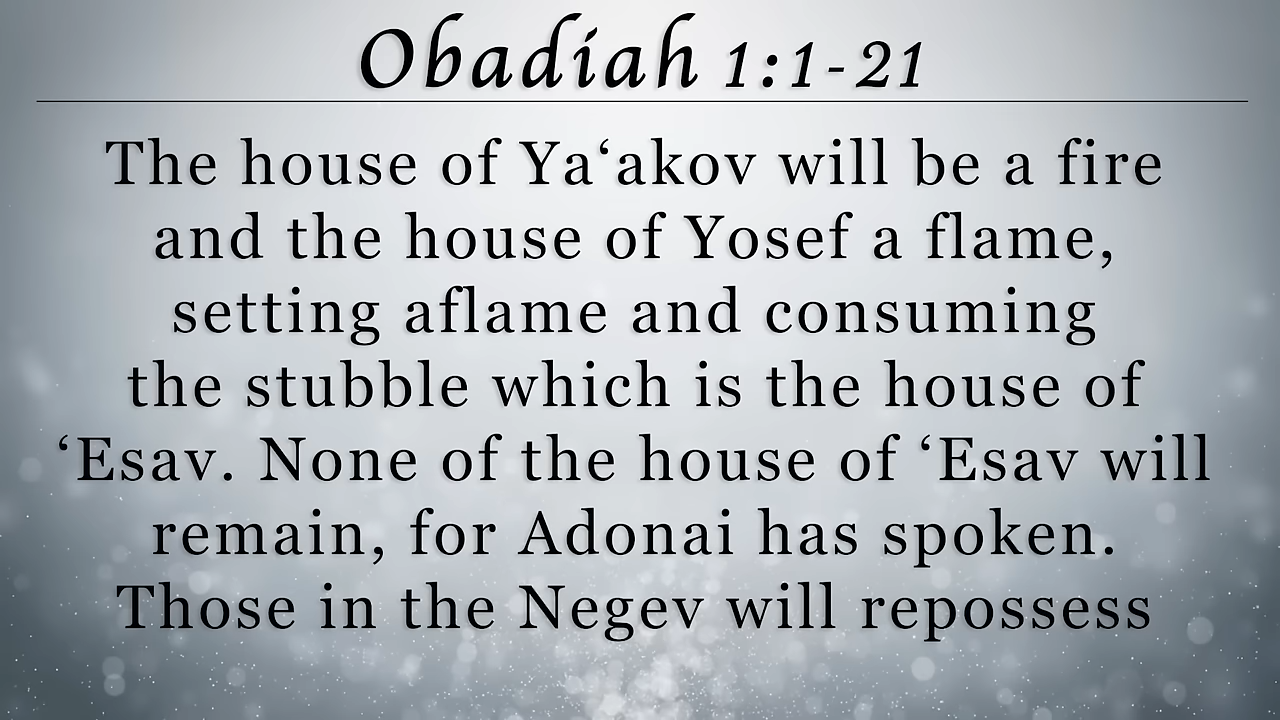 Obadiah 1:1-21
The house of Ya‘akov will be a fire
and the house of Yosef a flame,
setting aflame and consuming
the stubble which is the house of
‘Esav. None of the house of ‘Esav will
remain, for Adonai has spoken.
Those in the Negev will repossess